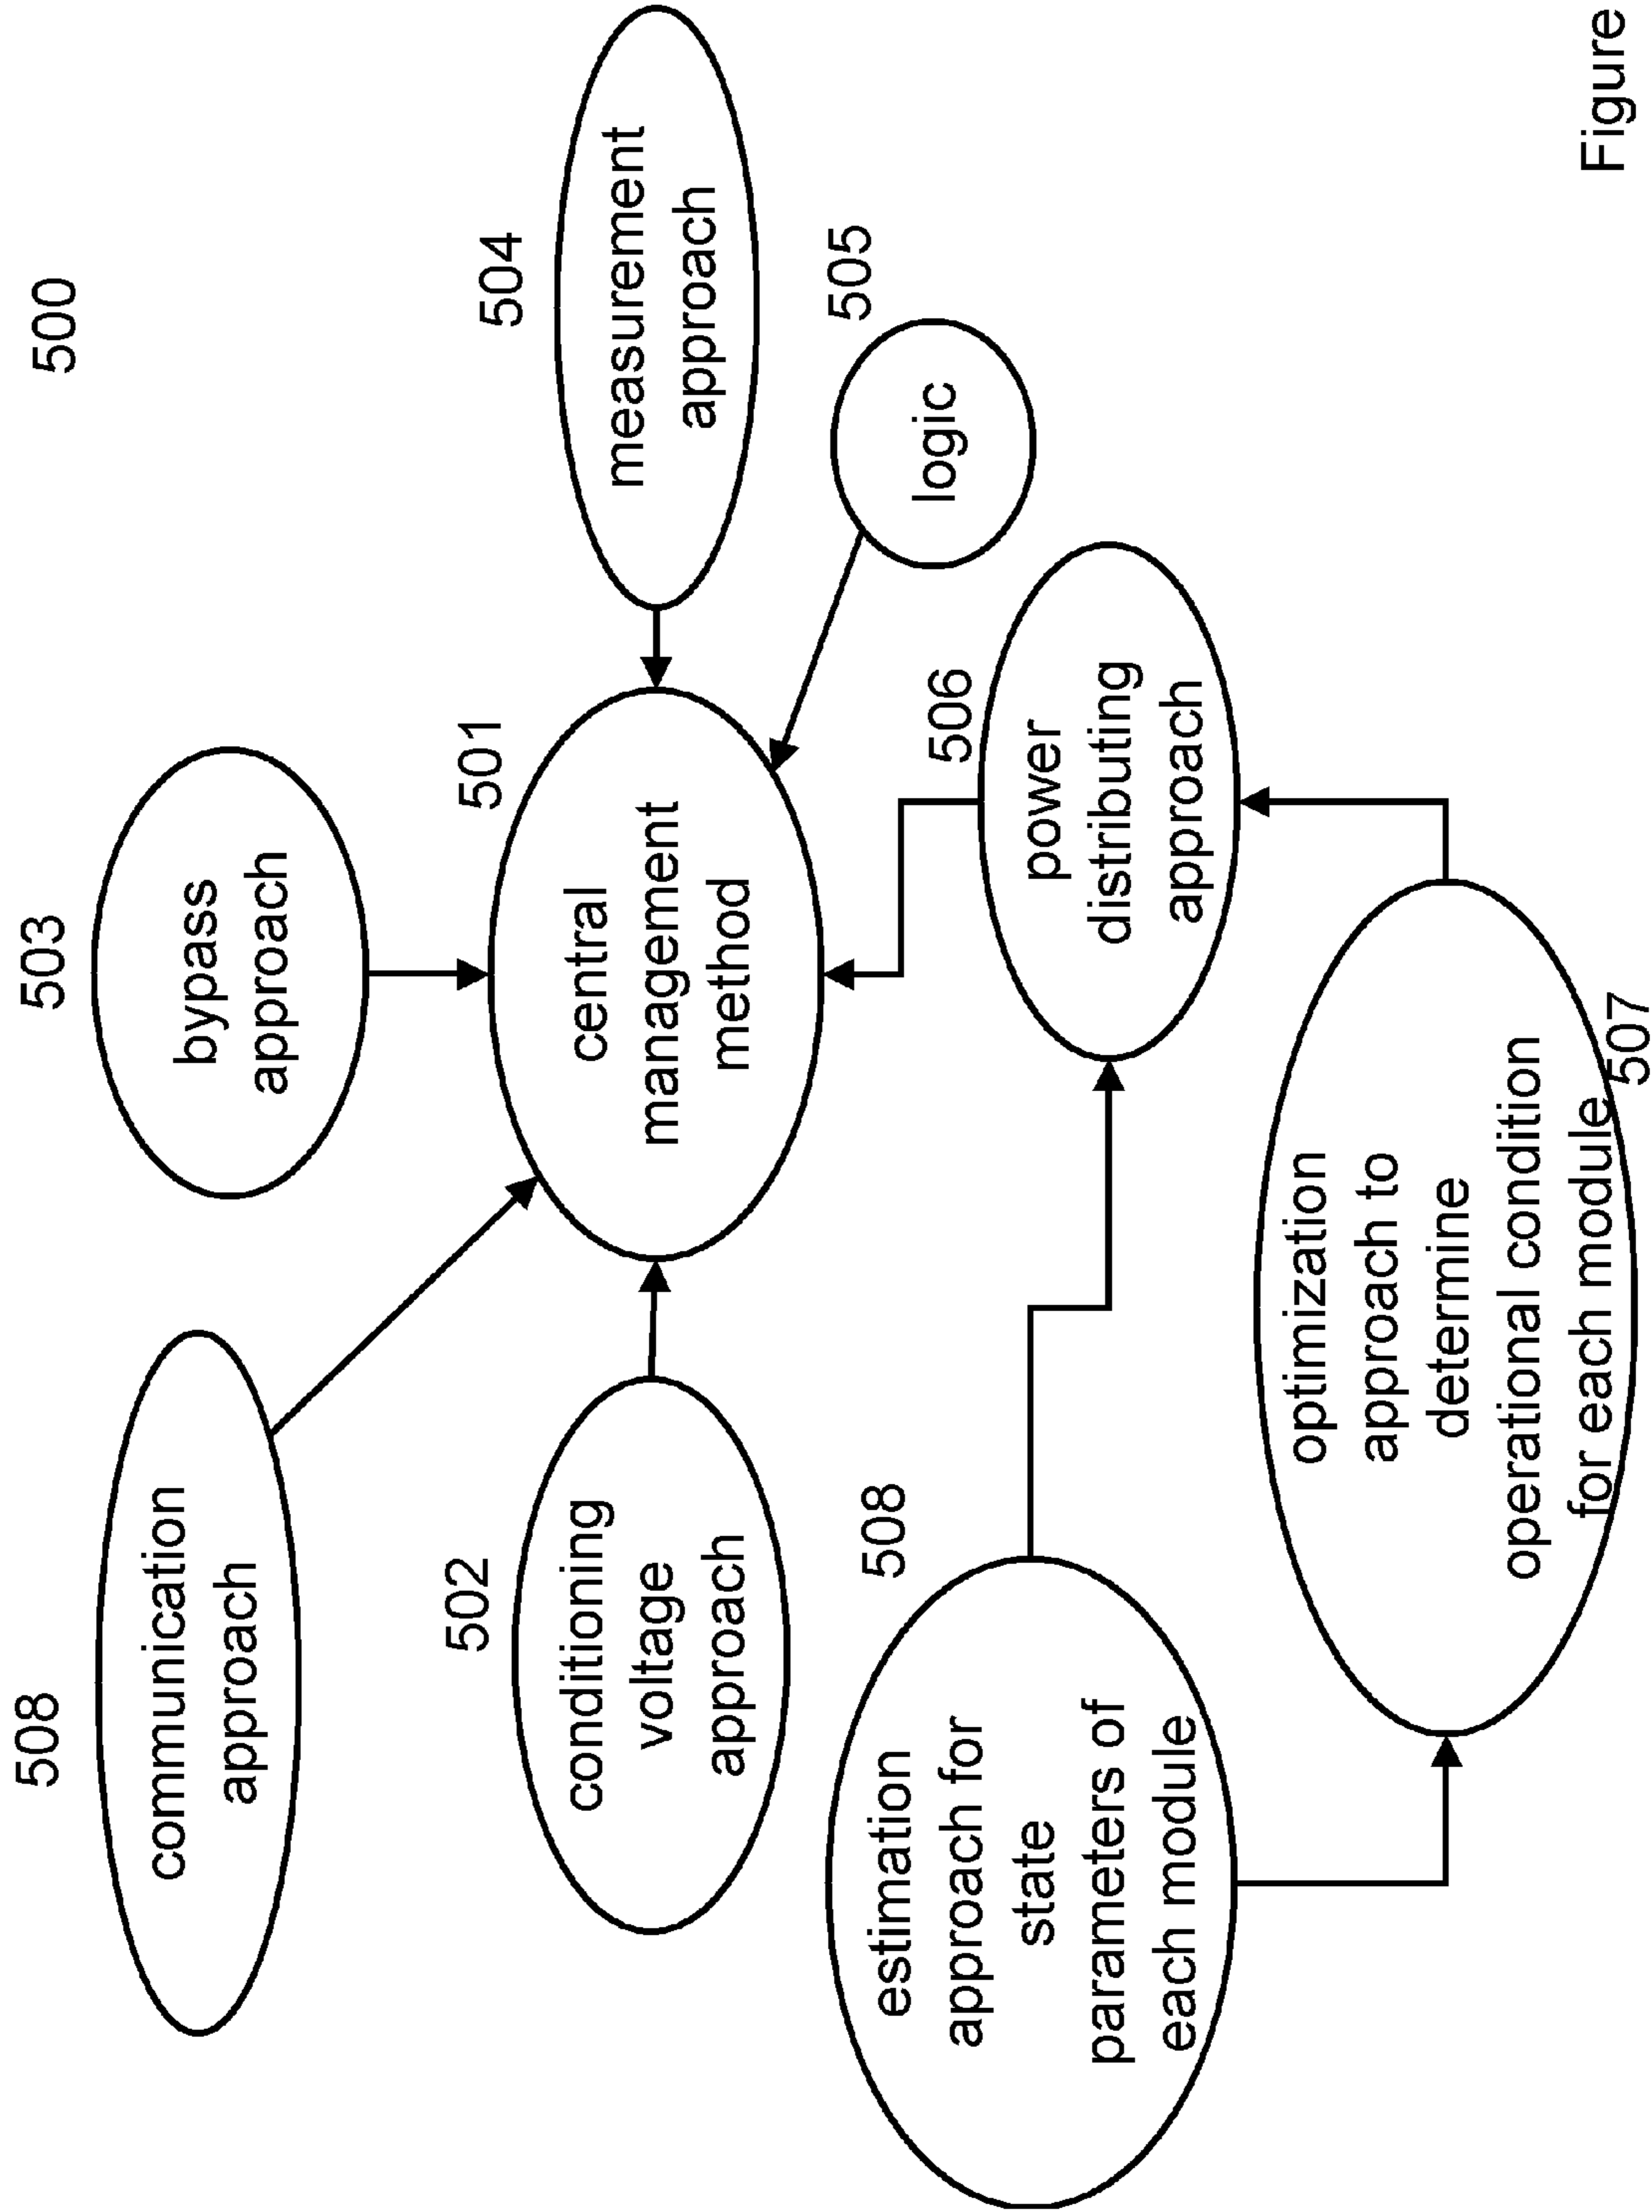 500
508
communication
approach
503
bypass
approach
502
conditioning
voltage
approach
501
central
management
method
504
measurement
approach
505
logic
508
estimation
approach for
state
parameters of
each module
506
power
distributing
approach
optimization
approach to
determine
operational condition
for each module
507
Figure